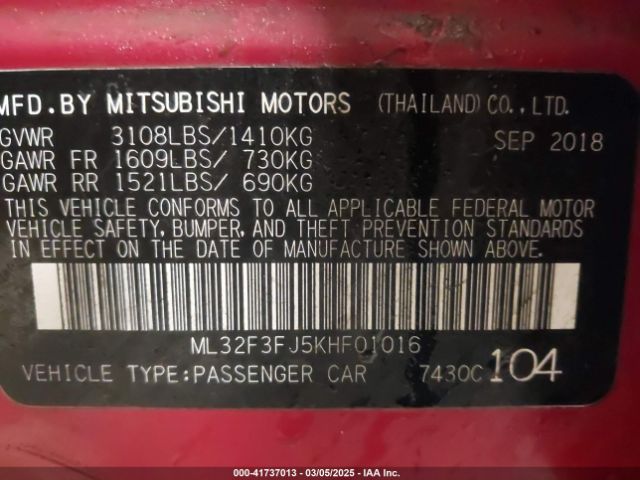 MFD.BY MITSUBISHI MOTORS (THAILAND)CO.,LTD.
GVWR 3108LBS/1410KG SEP 2018
GAWR FR 1609LBS/ 730KG
GAWR RR 1521LBS/ 690KG
THIS VEHICLE CONFORMS TO ALL APPLICABLE FEDERAL MOTOR
VEHICLE SAFETY, BUMPER, AND THEFT PREVENTION STANDARDS
IN EFFECT ON THE DATE OF MANUFACTURE SHOWN ABOVE.
ML32F3FJ5KHF01016
VEHICLE TYPE:PASSENGER CAR 7430C 104
000-41737013 — 03/05/2025 — IAA Inc.